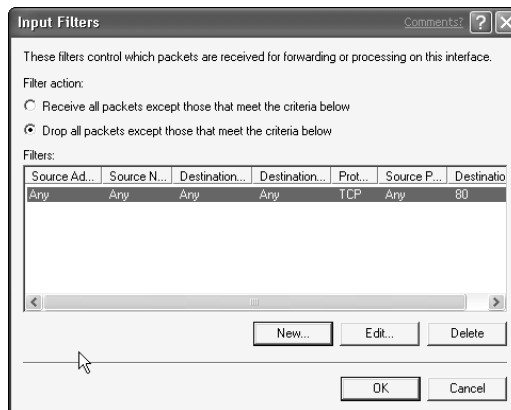 Input Filters Comments?
These filters control which packets are received for forwarding or processing on this interface.
Filter action:
Receive all packets except those that meet the criteria below
Drop all packets except those that meet the criteria below
Filters:
Source Ad... Source N... Destination... Destination... Prot... Source P... Destinatio
Any Any Any Any TCP Any 80
New... Edit... Delete
OK Cancel